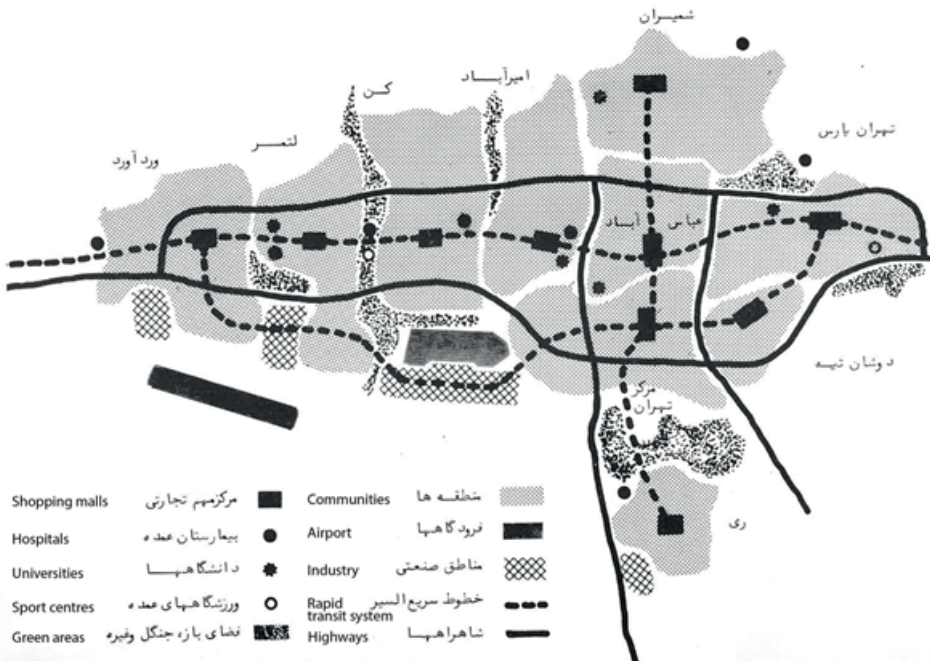 شمیران
امیرآباد
کن
تهران پارس
لتمر
ورد آورد
عباس آباد
دوشان تپه
مرکز
تهران
ری
Shopping malls مرکزمهم تجارتی
Hospitals بیمارستان عمده
Universities دانشگاهها
Sport centres ورزشگاههای عمده
Green areas فضای باز، جنگل وغیره
Communities منطقه ها
Airport فرودگاهها
Industry مناطق صنعتی
Rapid transit system خطوط سریع السیر
Highways شاهراهها